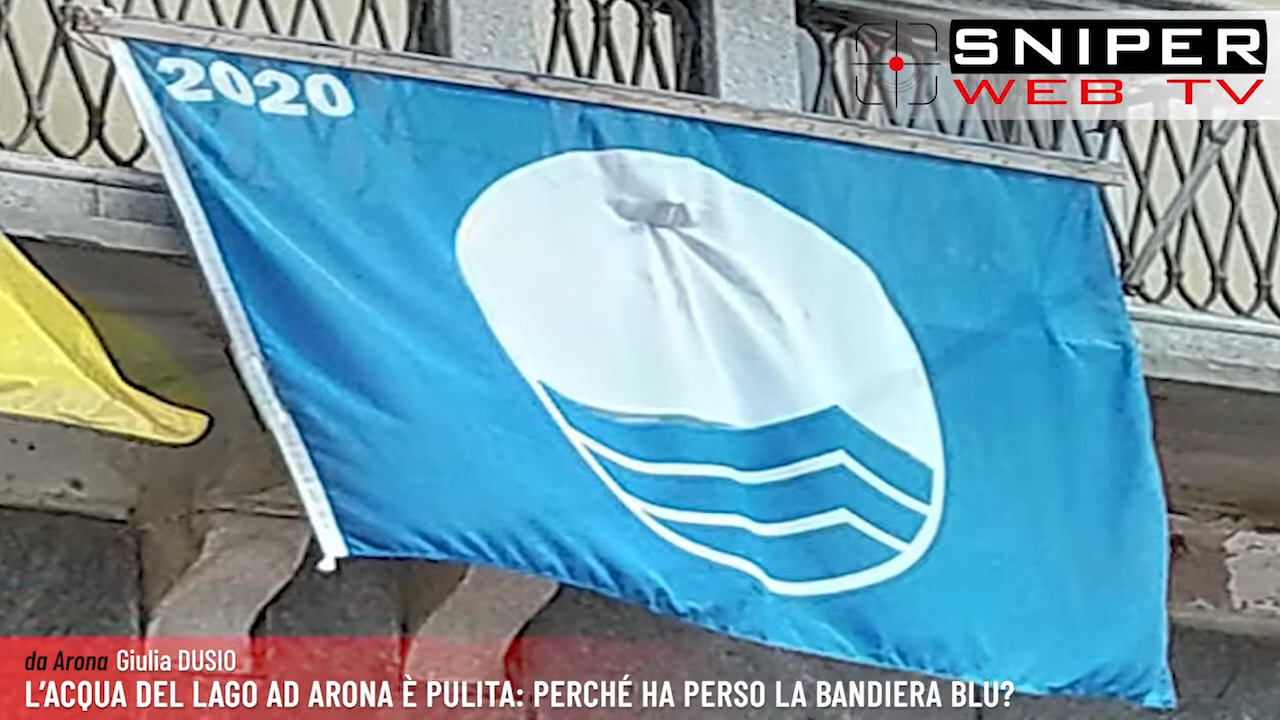 SNIPER
WEB TV
2020
da Arona Giulia DUSIO
L'ACQUA DEL LAGO AD ARONA È PULITA: PERCHÉ HA PERSO LA BANDIERA BLU?